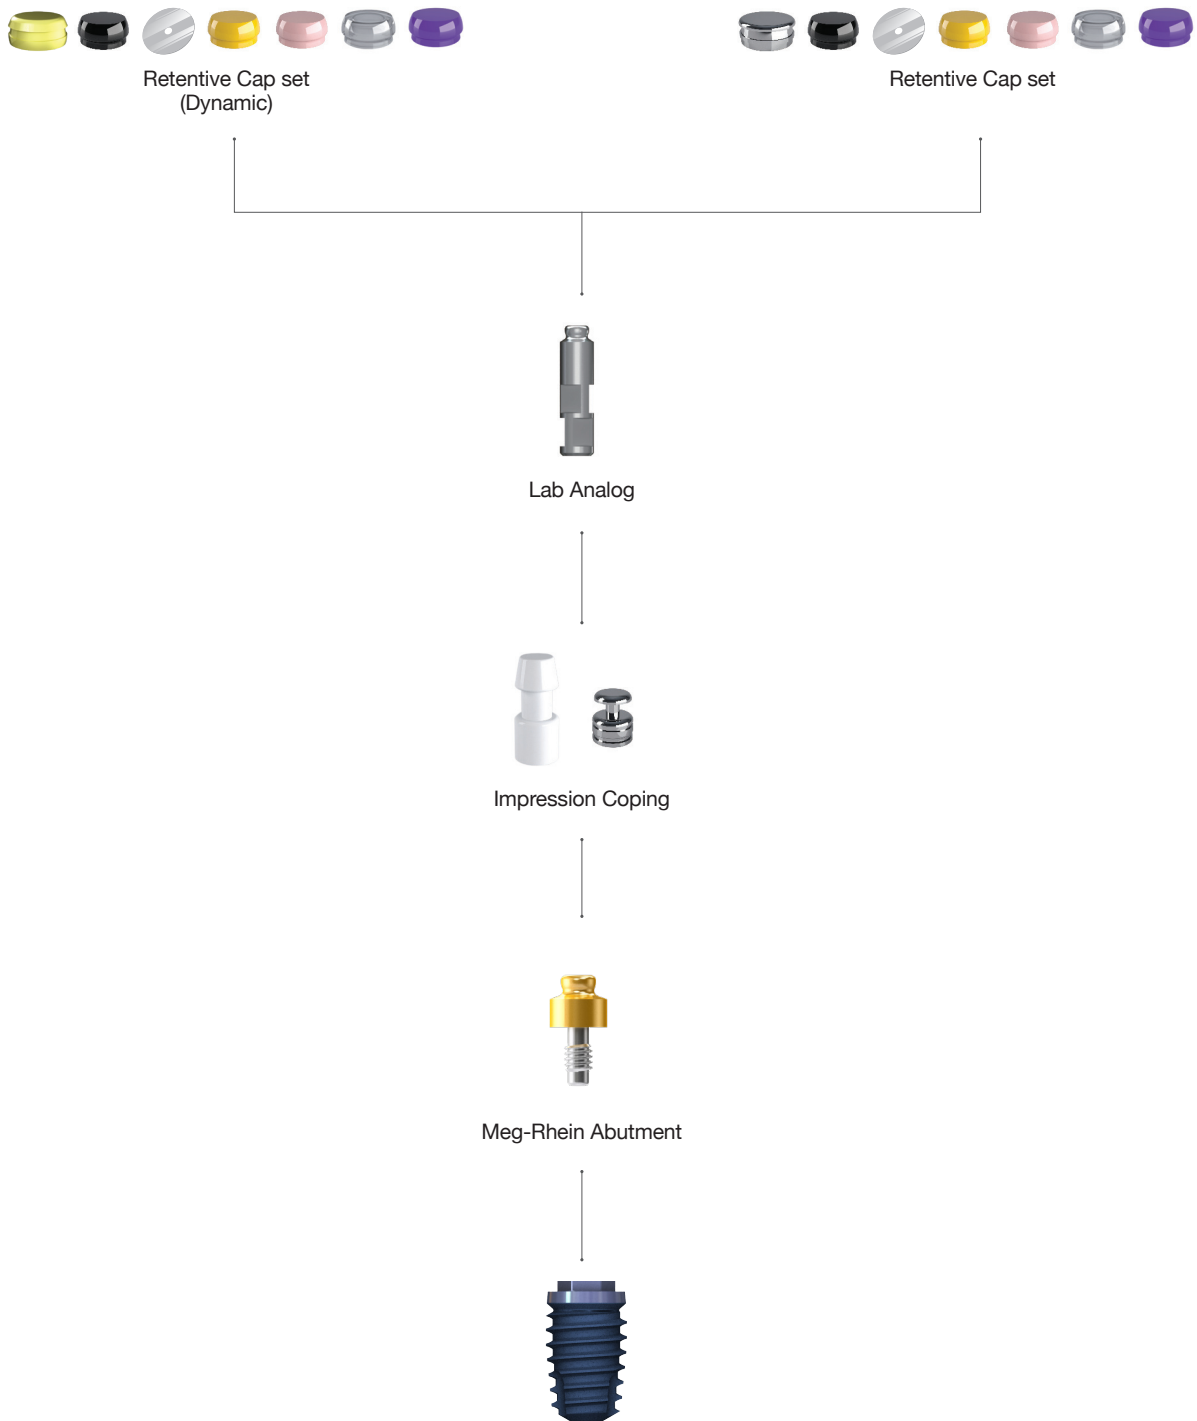 Retentive Cap set
(Dynamic)
Retentive Cap set
Lab Analog
Impression Coping
Meg-Rhein Abutment